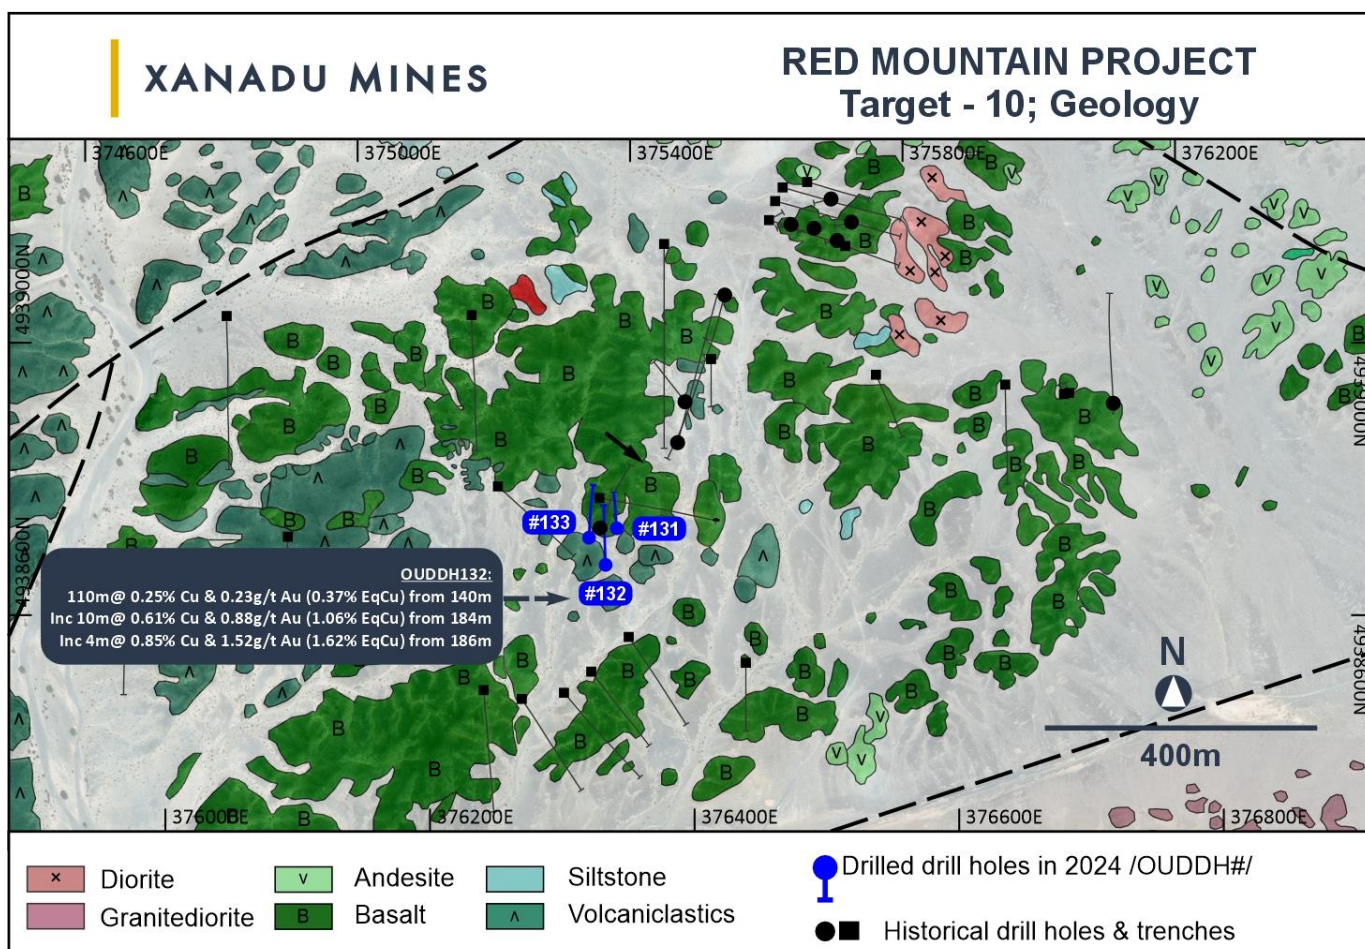 XANADU MINES
RED MOUNTAIN PROJECT
Target - 10; Geology
374600E
375000E
375400E
375800E
376200E
4939000N
4939000N
#133
#131
#132
4938600N
4938600N
OUDDH132:
110m@ 0.25% Cu & 0.23g/t Au (0.37% EqCu) from 140m
Inc 10m@ 0.61% Cu & 0.88g/t Au (1.06% EqCu) from 184m
Inc 4m@ 0.85% Cu & 1.52g/t Au (1.62% EqCu) from 186m
N
400m
376000E
376200E
376400E
376600E
376800E
Diorite
Andesite
V
Siltstone
Drilled drill holes in 2024 /OUDDH#/
Granitediorite
B
Basalt
Volcaniclastics
Historical drill holes & trenches